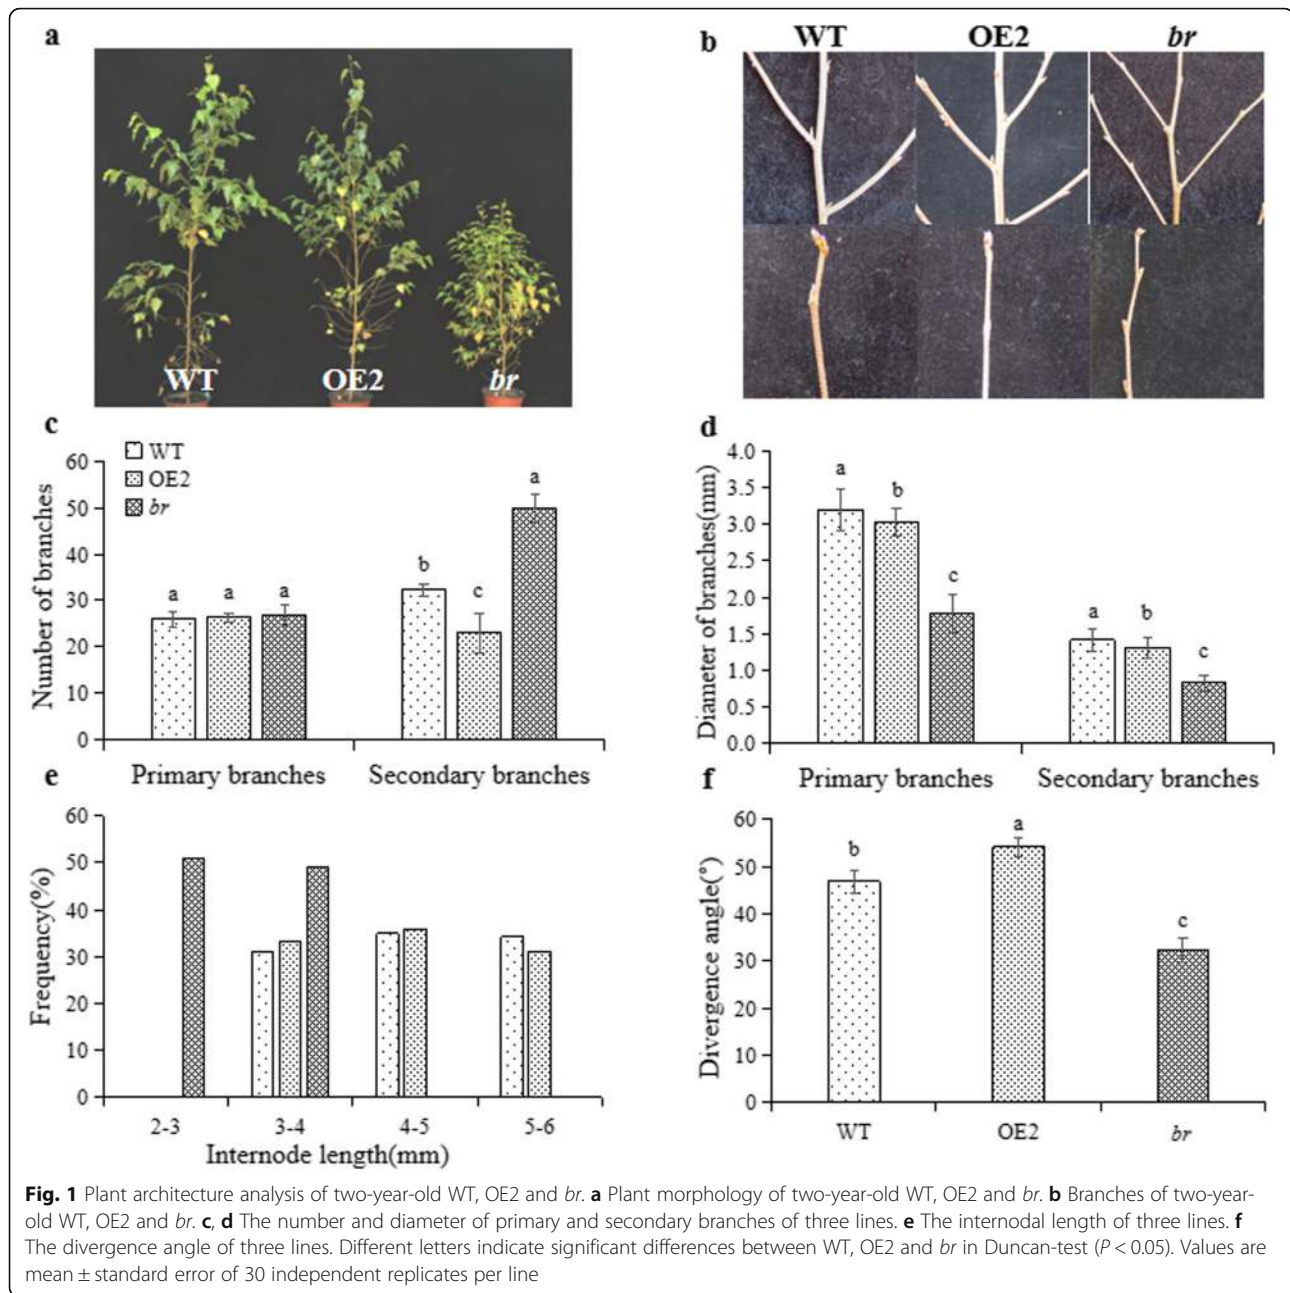 a
WT
OE2
br
b
WT
OE2
br
c
WT
OE2
br
Number of branches
60
50
40
30
20
10
0
a
a
a
b
c
a
Primary branches
Secondary branches
d
Diameter of branches(mm)
4.0
3.5
3.0
2.5
2.0
1.5
1.0
0.5
0.0
a
b
c
a
b
c
Primary branches
Secondary branches
e
Frequency(%)
60
50
40
30
20
10
0
2-3
3-4
4-5
5-6
Internode length(mm)
f
Divergence angle(°)
60
50
40
30
20
10
0
b
a
c
WT
OE2
br
Fig. 1 Plant architecture analysis of two-year-old WT, OE2 and br. a Plant morphology of two-year-old WT, OE2 and br. b Branches of two-year-
old WT, OE2 and br. c, d The number and diameter of primary and secondary branches of three lines. e The internodal length of three lines. f
The divergence angle of three lines. Different letters indicate significant differences between WT, OE2 and br in Duncan-test (P < 0.05). Values are
mean ± standard error of 30 independent replicates per line